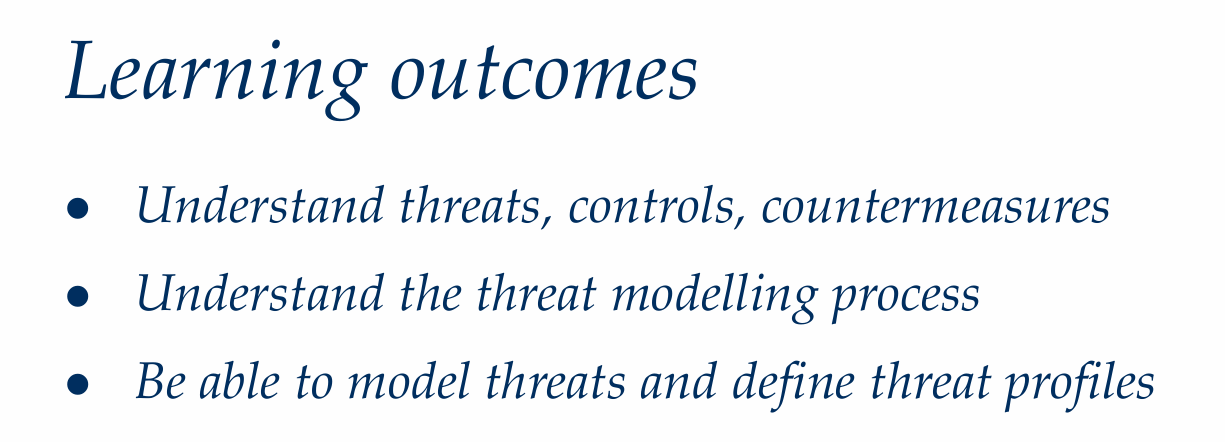 Learning outcomes
● Understand threats, controls, countermeasures
● Understand the threat modelling process
● Be able to model threats and define threat profiles